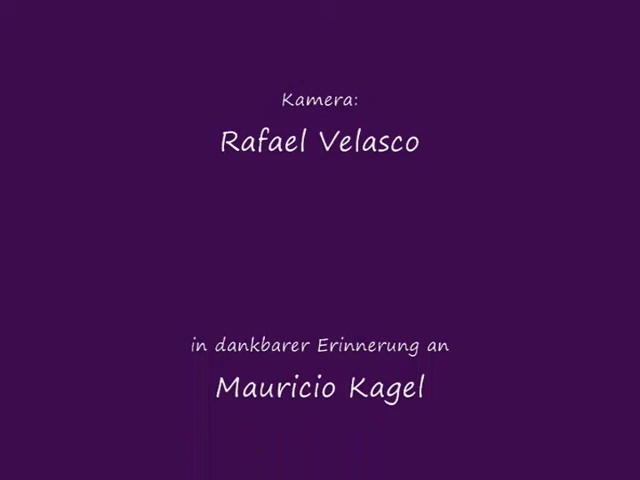 Kamera:
Rafael Velasco
in dankbarer Erinnerung an
Mauricio Kagel